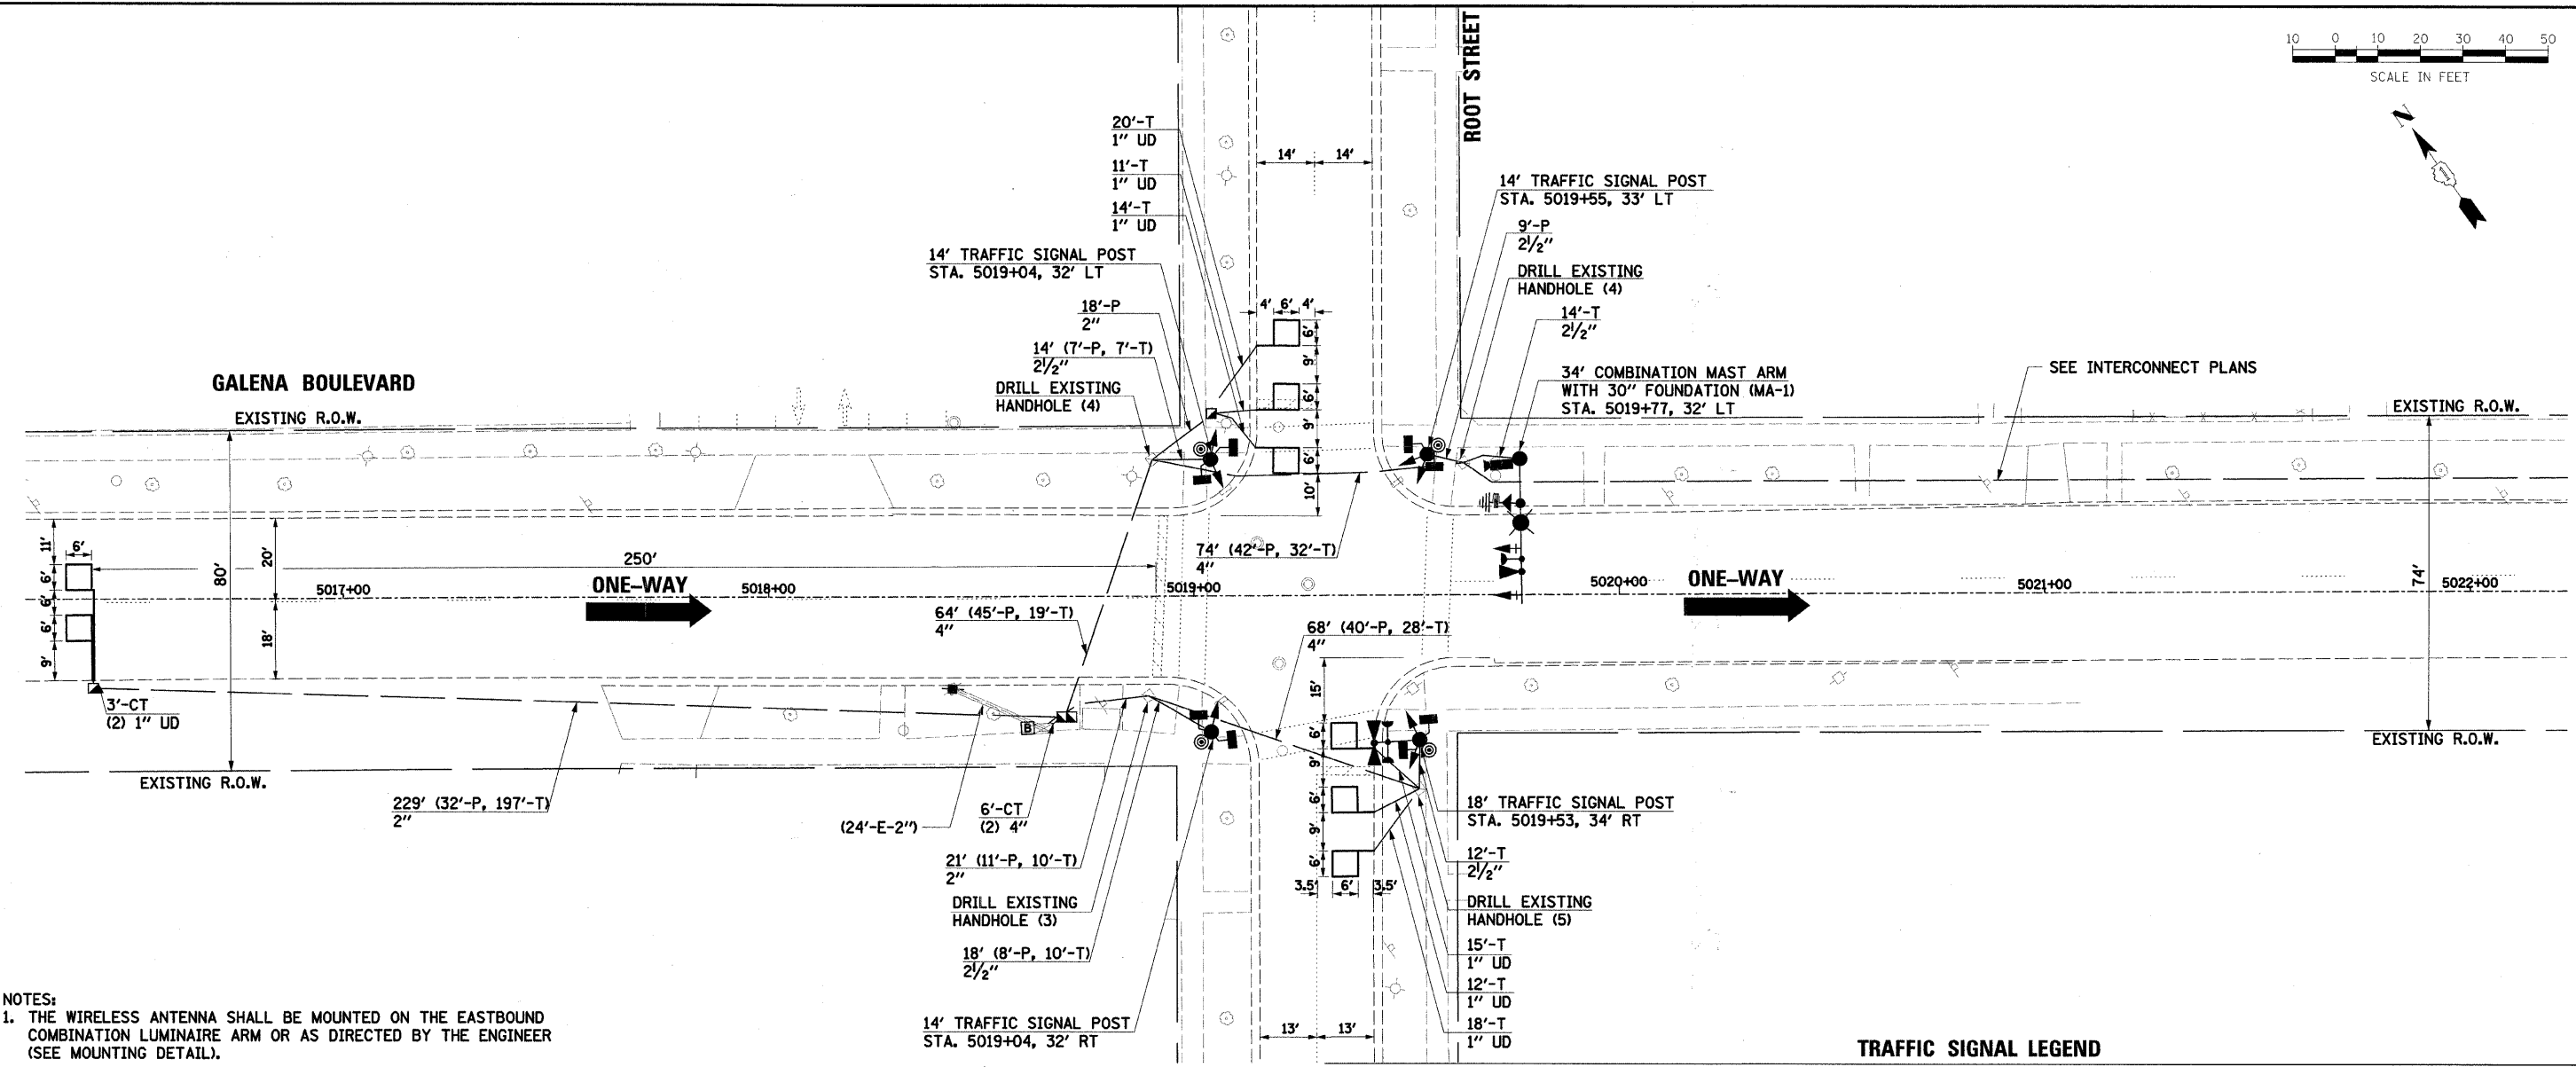 ROOT STREET
10 0 10 20 30 40 50
SCALE IN FEET
N
20'-T
1" UD
11'-T
1" UD
14'-T
1" UD
14' TRAFFIC SIGNAL POST
STA. 5019+04, 32' LT
18'-P
2"
14' (7'-P, 7'-T)
2 1/2"
DRILL EXISTING
HANDHOLE (4)
14' 14'
4' 6' 4'
6'
9'
6'
9'
6'
10'
14' TRAFFIC SIGNAL POST
STA. 5019+55, 33' LT
9'-P
2 1/2"
DRILL EXISTING
HANDHOLE (4)
14'-T
2 1/2"
34' COMBINATION MAST ARM
WITH 30" FOUNDATION (MA-1)
STA. 5019+77, 32' LT
SEE INTERCONNECT PLANS
GALENA BOULEVARD
EXISTING R.O.W.
EXISTING R.O.W.
11'
6'
6'
6'
6'
9'
80'
20'
18'
250'
74' (42'-P, 32'-T)
4"
ONE-WAY
ONE-WAY
5017+00
5018+00
5019+00
5020+00
5021+00
5022+00
74'
64' (45'-P, 19'-T)
4"
68' (40'-P, 28'-T)
4"
3'-CT
(2) 1" UD
B
15'
6'
9'
6'
9'
6'
3.5' 6' 3.5'
EXISTING R.O.W.
EXISTING R.O.W.
229' (32'-P, 197'-T)
2"
(24'-E-2")
6'-CT
(2) 4"
21' (11'-P, 10'-T)
2"
DRILL EXISTING
HANDHOLE (3)
18' (8'-P, 10'-T)
2 1/2"
14' TRAFFIC SIGNAL POST
STA. 5019+04, 32' RT
13' 13'
18' TRAFFIC SIGNAL POST
STA. 5019+53, 34' RT
12'-T
2 1/2"
DRILL EXISTING
HANDHOLE (5)
15'-T
1" UD
12'-T
1" UD
18'-T
1" UD
NOTES:
1. THE WIRELESS ANTENNA SHALL BE MOUNTED ON THE EASTBOUND
COMBINATION LUMINAIRE ARM OR AS DIRECTED BY THE ENGINEER
(SEE MOUNTING DETAIL).
TRAFFIC SIGNAL LEGEND